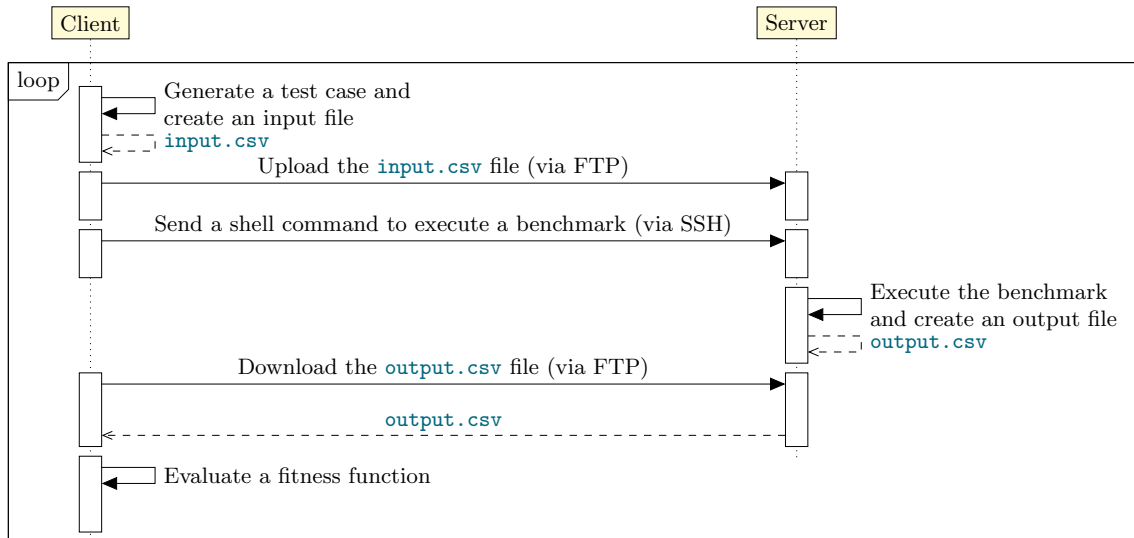 Client
Server
loop
Generate a test case and
create an input file
input.csv
Upload the input.csv file (via FTP)
Send a shell command to execute a benchmark (via SSH)
Execute the benchmark
and create an output file
output.csv
Download the output.csv file (via FTP)
output.csv
Evaluate a fitness function